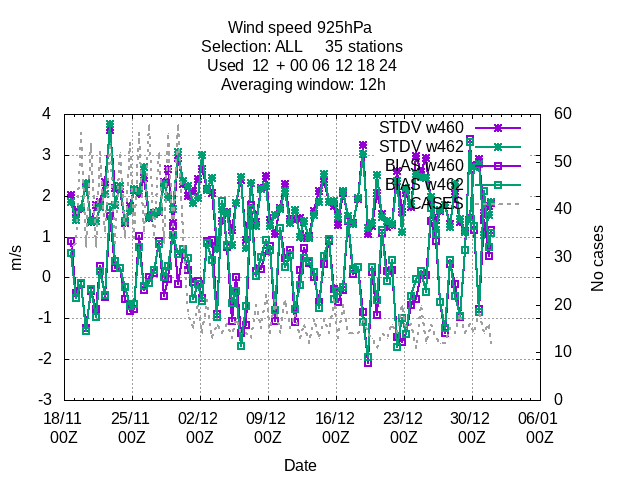 Wind speed 925hPa
Selection: ALL 35 stations
Used 12 + 00 06 12 18 24
Averaging window: 12h
4
3
2
1
0
-1
-2
-3
60
50
40
30
20
10
0
STDV w460
STDV w462
BIAS w460
BIAS w462
CASES
m/s
No cases
18/11 25/11 02/12 09/12 16/12 23/12 30/12 06/01
00Z 00Z 00Z 00Z 00Z 00Z 00Z 00Z
Date